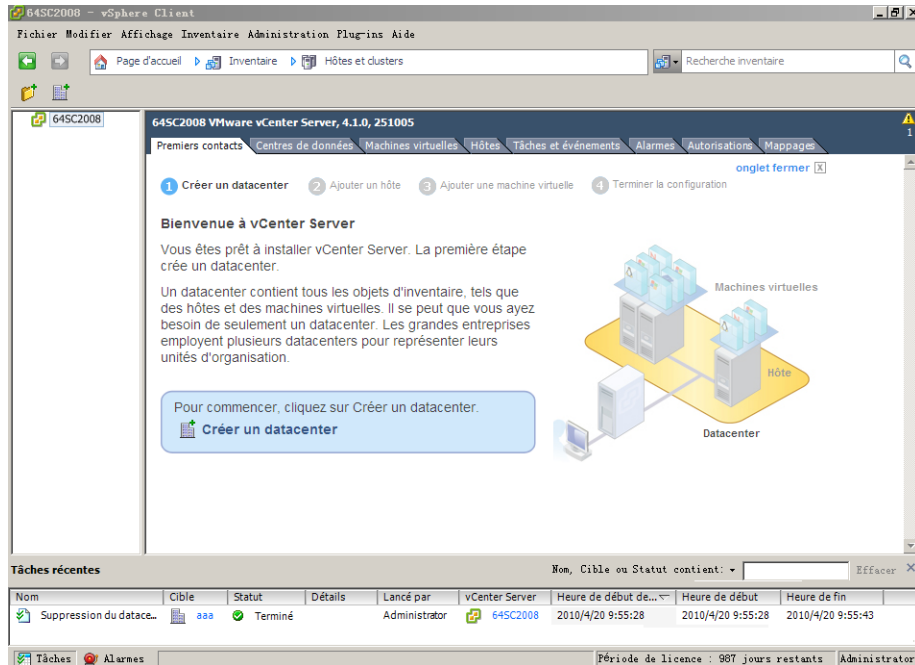 64SC2008 - vSphere Client
Fichier Modifier Affichage Inventaire Administration Plug-ins Aide
Page d'accueil Inventaire Hôtes et clusters Recherche inventaire
64SC2008
64SC2008 VMware vCenter Server, 4.1.0, 251005
1
Premiers contacts Centres de données Machines virtuelles Hôtes Tâches et événements Alarmes Autorisations Mappages
onglet fermer X
1 Créer un datacenter 2 Ajouter un hôte 3 Ajouter une machine virtuelle 4 Terminer la configuration
Bienvenue à vCenter Server
Vous êtes prêt à installer vCenter Server. La première étape
crée un datacenter.
Un datacenter contient tous les objets d'inventaire, tels que
des hôtes et des machines virtuelles. Il se peut que vous ayez
besoin de seulement un datacenter. Les grandes entreprises
employent plusieurs datacenters pour représenter leurs
unités d'organisation.
Pour commencer, cliquez sur Créer un datacenter.
Créer un datacenter
Machines virtuelles
Hôte
Datacenter
Tâches récentes Nom, Cible ou Statut contient: Effacer
Nom Cible Statut Détails Lancé par vCenter Server Heure de début de... Heure de début Heure de fin
Suppression du datace... aaa Terminé Administrator 64SC2008 2010/4/20 9:55:28 2010/4/20 9:55:28 2010/4/20 9:55:43
Tâches Alarmes Période de licence : 987 jours restants Administrator